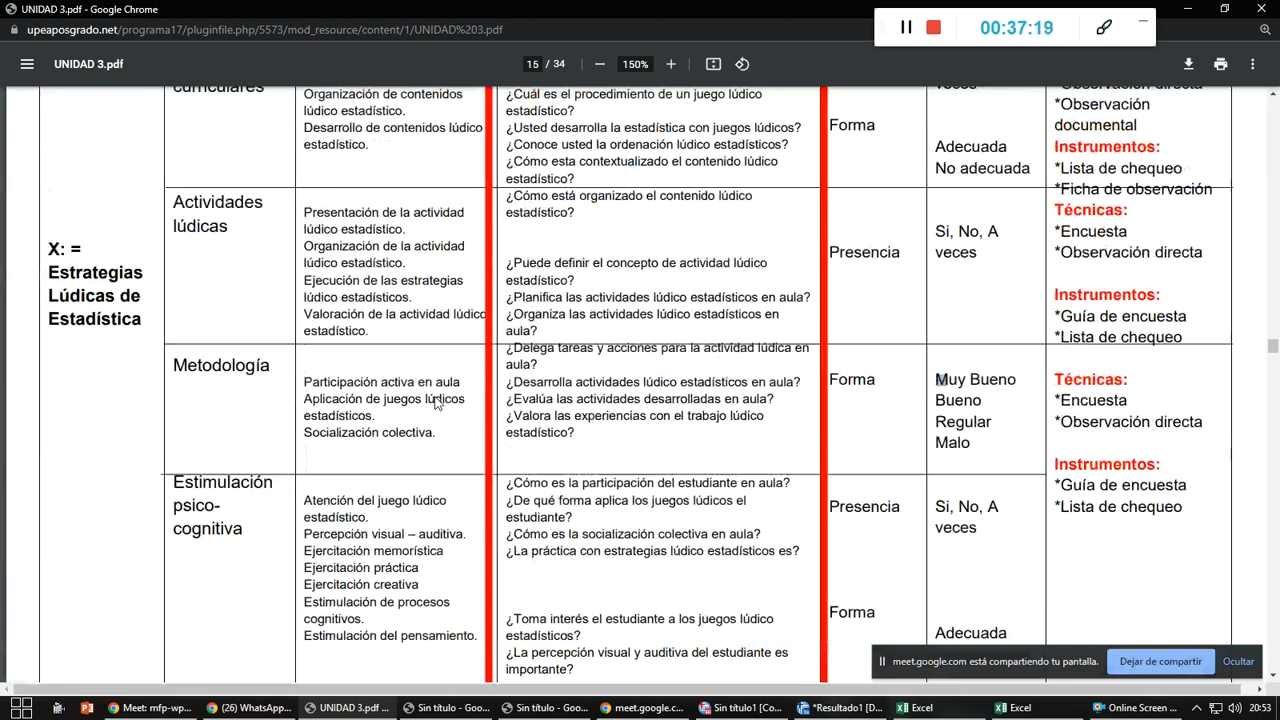 UNIDAD 3.pdf - Google Chrome
upeaposgrado.net/programa17/pluginfile.php/5573/mod_resource/content/1/UNIDAD%203.pdf
00:37:19
UNIDAD 3.pdf
15 / 34
150%
curriculares
Organización de contenidos
lúdico estadístico.
Desarrollo de contenidos lúdico
estadístico.
¿Cuál es el procedimiento de un juego lúdico
estadístico?
¿Usted desarrolla la estadística con juegos lúdicos?
¿Conoce usted la ordenación lúdico estadísticos?
¿Cómo esta contextualizado el contenido lúdico
estadístico?
Forma
veces
Adecuada
No adecuada
*Observación directa
*Observación
documental
Instrumentos:
*Lista de chequeo
*Ficha de observación
X: =
Estrategias
Lúdicas de
Estadística
Actividades
lúdicas
Presentación de la actividad
lúdico estadístico.
Organización de la actividad
lúdico estadístico.
Ejecución de las estrategias
lúdico estadísticos.
Valoración de la actividad lúdico
estadístico.
¿Cómo está organizado el contenido lúdico
estadístico?
¿Puede definir el concepto de actividad lúdico
estadístico?
¿Planifica las actividades lúdico estadísticos en aula?
¿Organiza las actividades lúdico estadísticos en
aula?
Presencia
Si, No, A
veces
Técnicas:
*Encuesta
*Observación directa
Instrumentos:
*Guía de encuesta
*Lista de chequeo
Metodología
Participación activa en aula
Aplicación de juegos lúdicos
estadísticos.
Socialización colectiva.
¿Delega tareas y acciones para la actividad lúdica en
aula?
¿Desarrolla actividades lúdico estadísticos en aula?
¿Evalúa las actividades desarrolladas en aula?
¿Valora las experiencias con el trabajo lúdico
estadístico?
Forma
Muy Bueno
Bueno
Regular
Malo
Técnicas:
*Encuesta
*Observación directa
Instrumentos:
*Guía de encuesta
*Lista de chequeo
Estimulación
psico-
cognitiva
Atención del juego lúdico
estadístico.
Percepción visual – auditiva.
Ejercitación memorística
Ejercitación práctica
Ejercitación creativa
Estimulación de procesos
cognitivos.
Estimulación del pensamiento.
¿Cómo es la participación del estudiante en aula?
¿De qué forma aplica los juegos lúdicos el
estudiante?
¿Cómo es la socialización colectiva en aula?
¿La práctica con estrategias lúdico estadísticos es?
¿Toma interés el estudiante a los juegos lúdico
estadísticos?
¿La percepción visual y auditiva del estudiante es
importante?
Presencia
Si, No, A
veces
Forma
Adecuada
meet.google.com está compartiendo tu pantalla.
Dejar de compartir
Ocultar
Meet: mfp-wp...
(26) WhatsApp...
UNIDAD 3.pdf ...
Sin título - Goo...
Sin título - Goo...
meet.google.co...
Sin título1 [Con...
*Resultado1 [D...
Excel
Excel
Online Screen ...
20:53